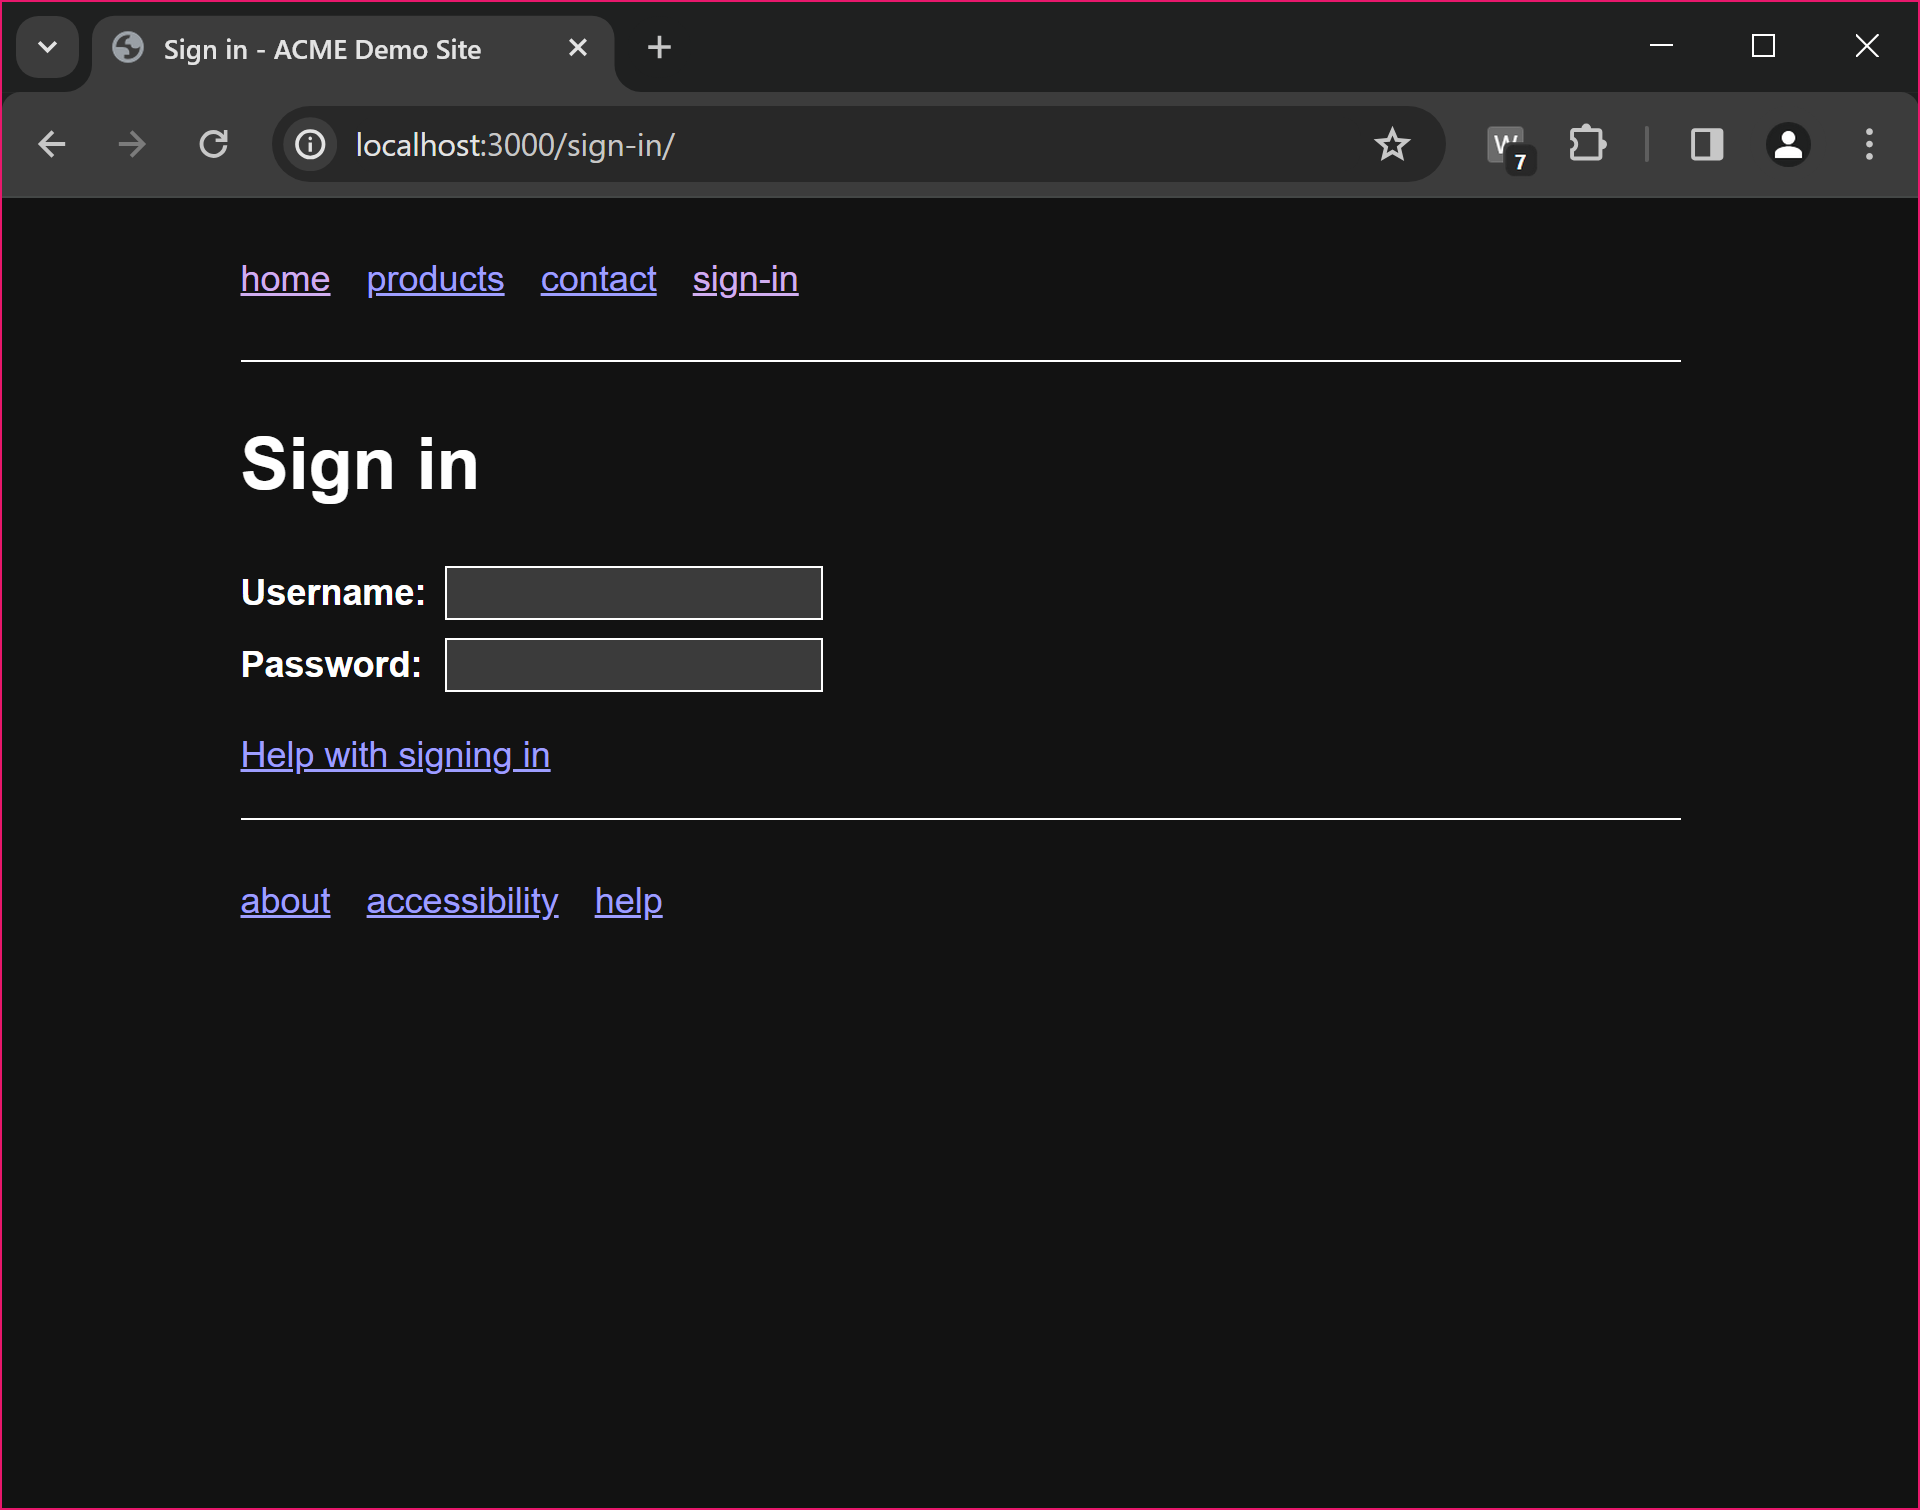 Sign in - ACME Demo Site
localhost:3000/sign-in/
W 7
home products contact sign-in
Sign in
Username:
Password:
Help with signing in
about accessibility help